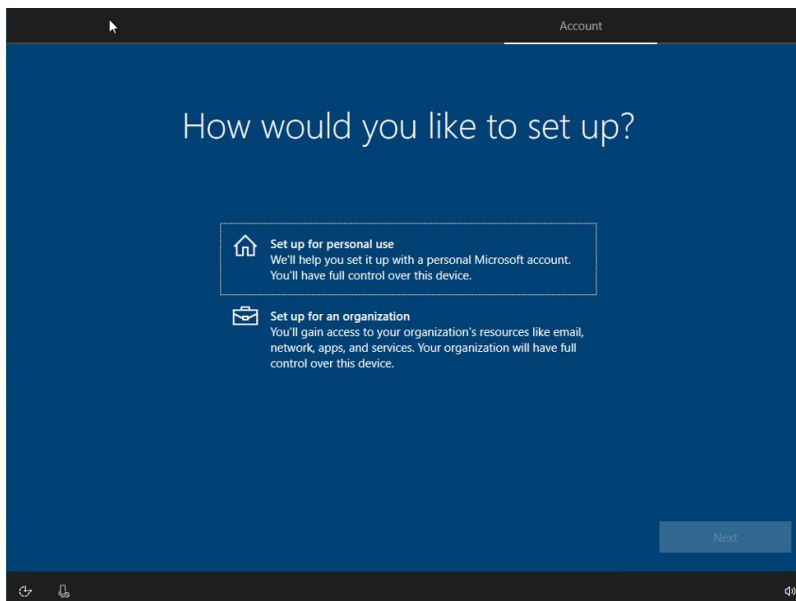 Account
How would you like to set up?
Set up for personal use
We'll help you set it up with a personal Microsoft account.
You'll have full control over this device.
Set up for an organization
You'll gain access to your organization's resources like email,
network, apps, and services. Your organization will have full
control over this device.
Next